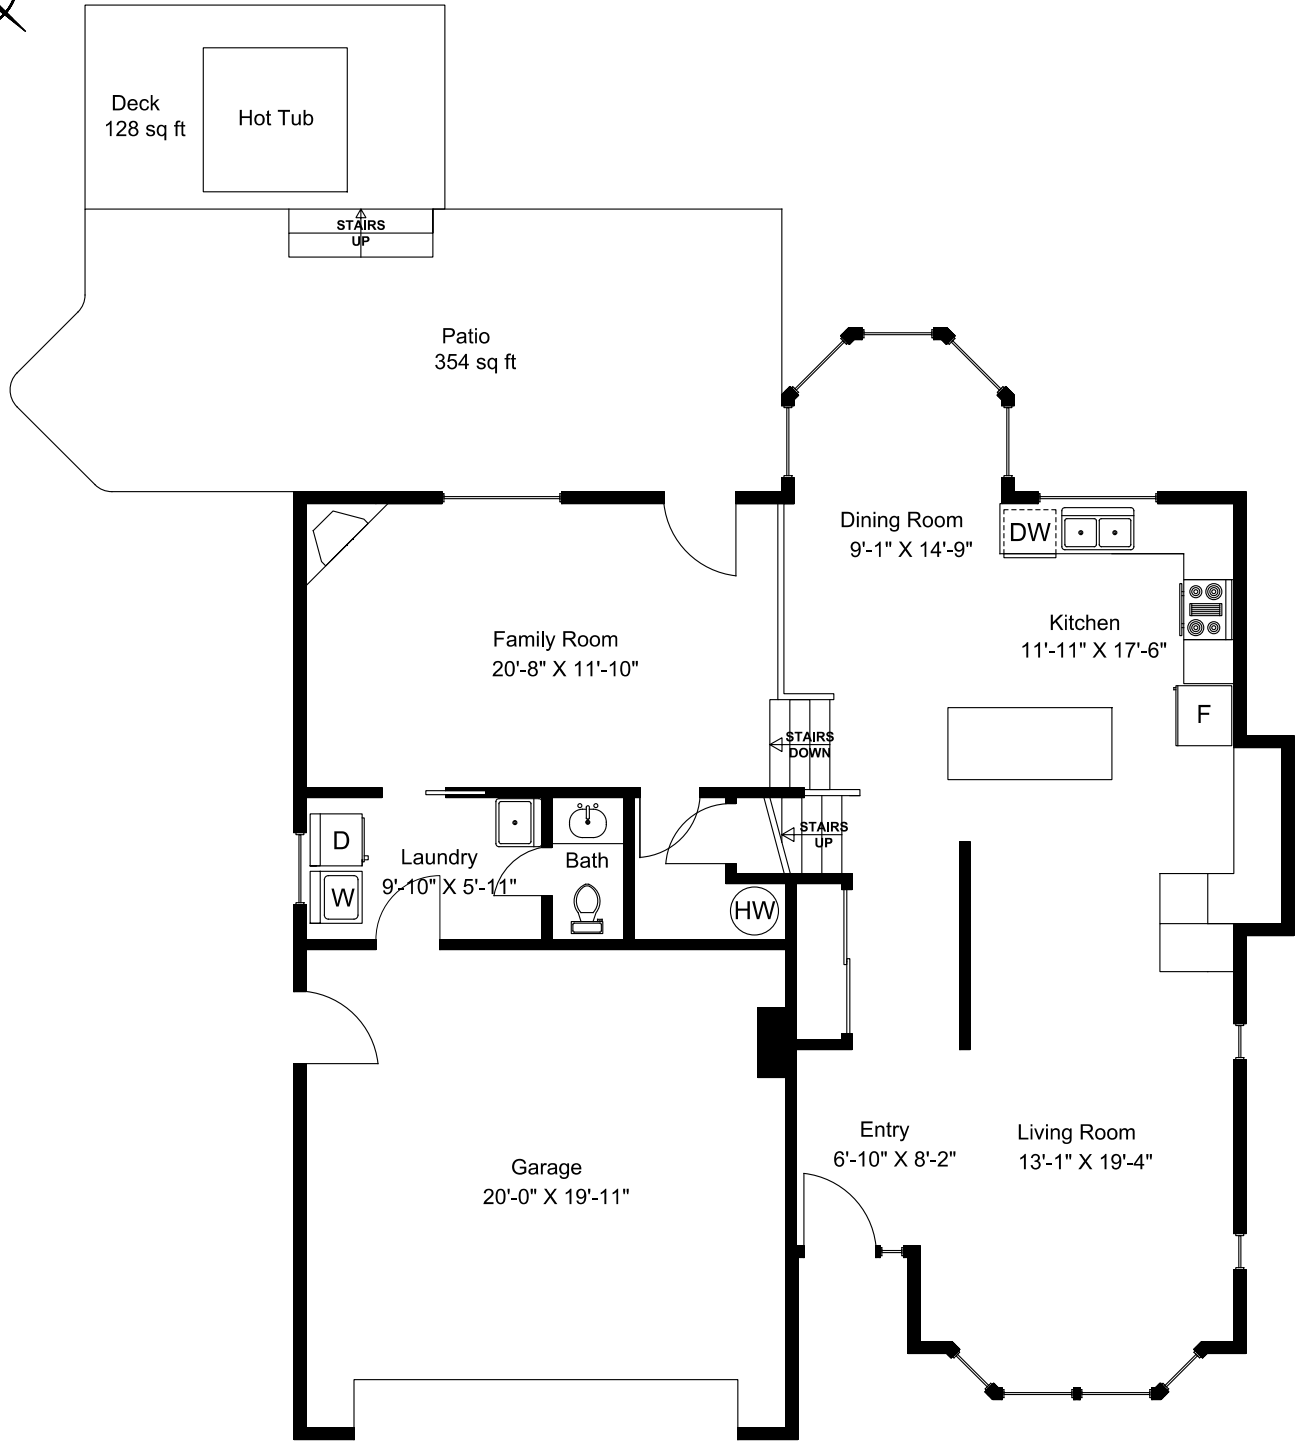 Deck
128 sq ft
Hot Tub
STAIRS
UP
Patio
354 sq ft
Dining Room
9'-1" X 14'-9"
DW
Kitchen
11'-11" X 17'-6"
Family Room
20'-8" X 11'-10"
F
STAIRS
DOWN
STAIRS
UP
D
Laundry
9'-10" X 5'-11"
W
Bath
HW
Entry
6'-10" X 8'-2"
Living Room
13'-1" X 19'-4"
Garage
20'-0" X 19'-11"